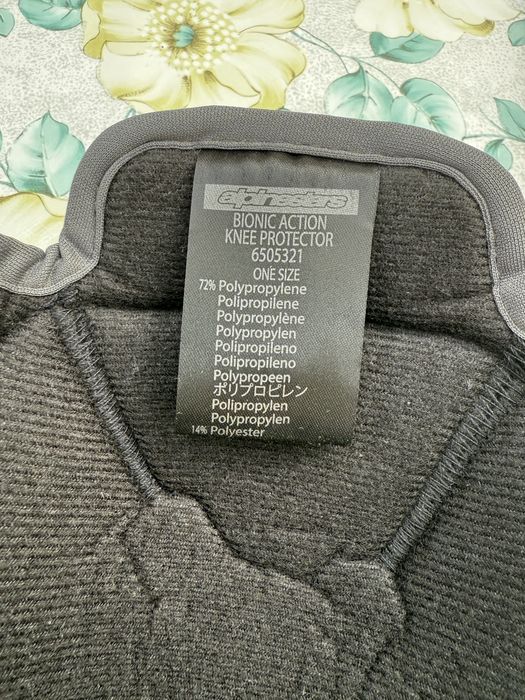 alpinestars
BIONIC ACTION
KNEE PROTECTOR
6505321
ONE SIZE
72% Polypropylene
Polipropilene
Polypropylène
Polypropylen
Polipropileno
Polipropileno
Polypropeen
ポリプロピレン
Polipropylen
Polypropylen
14% Polyester